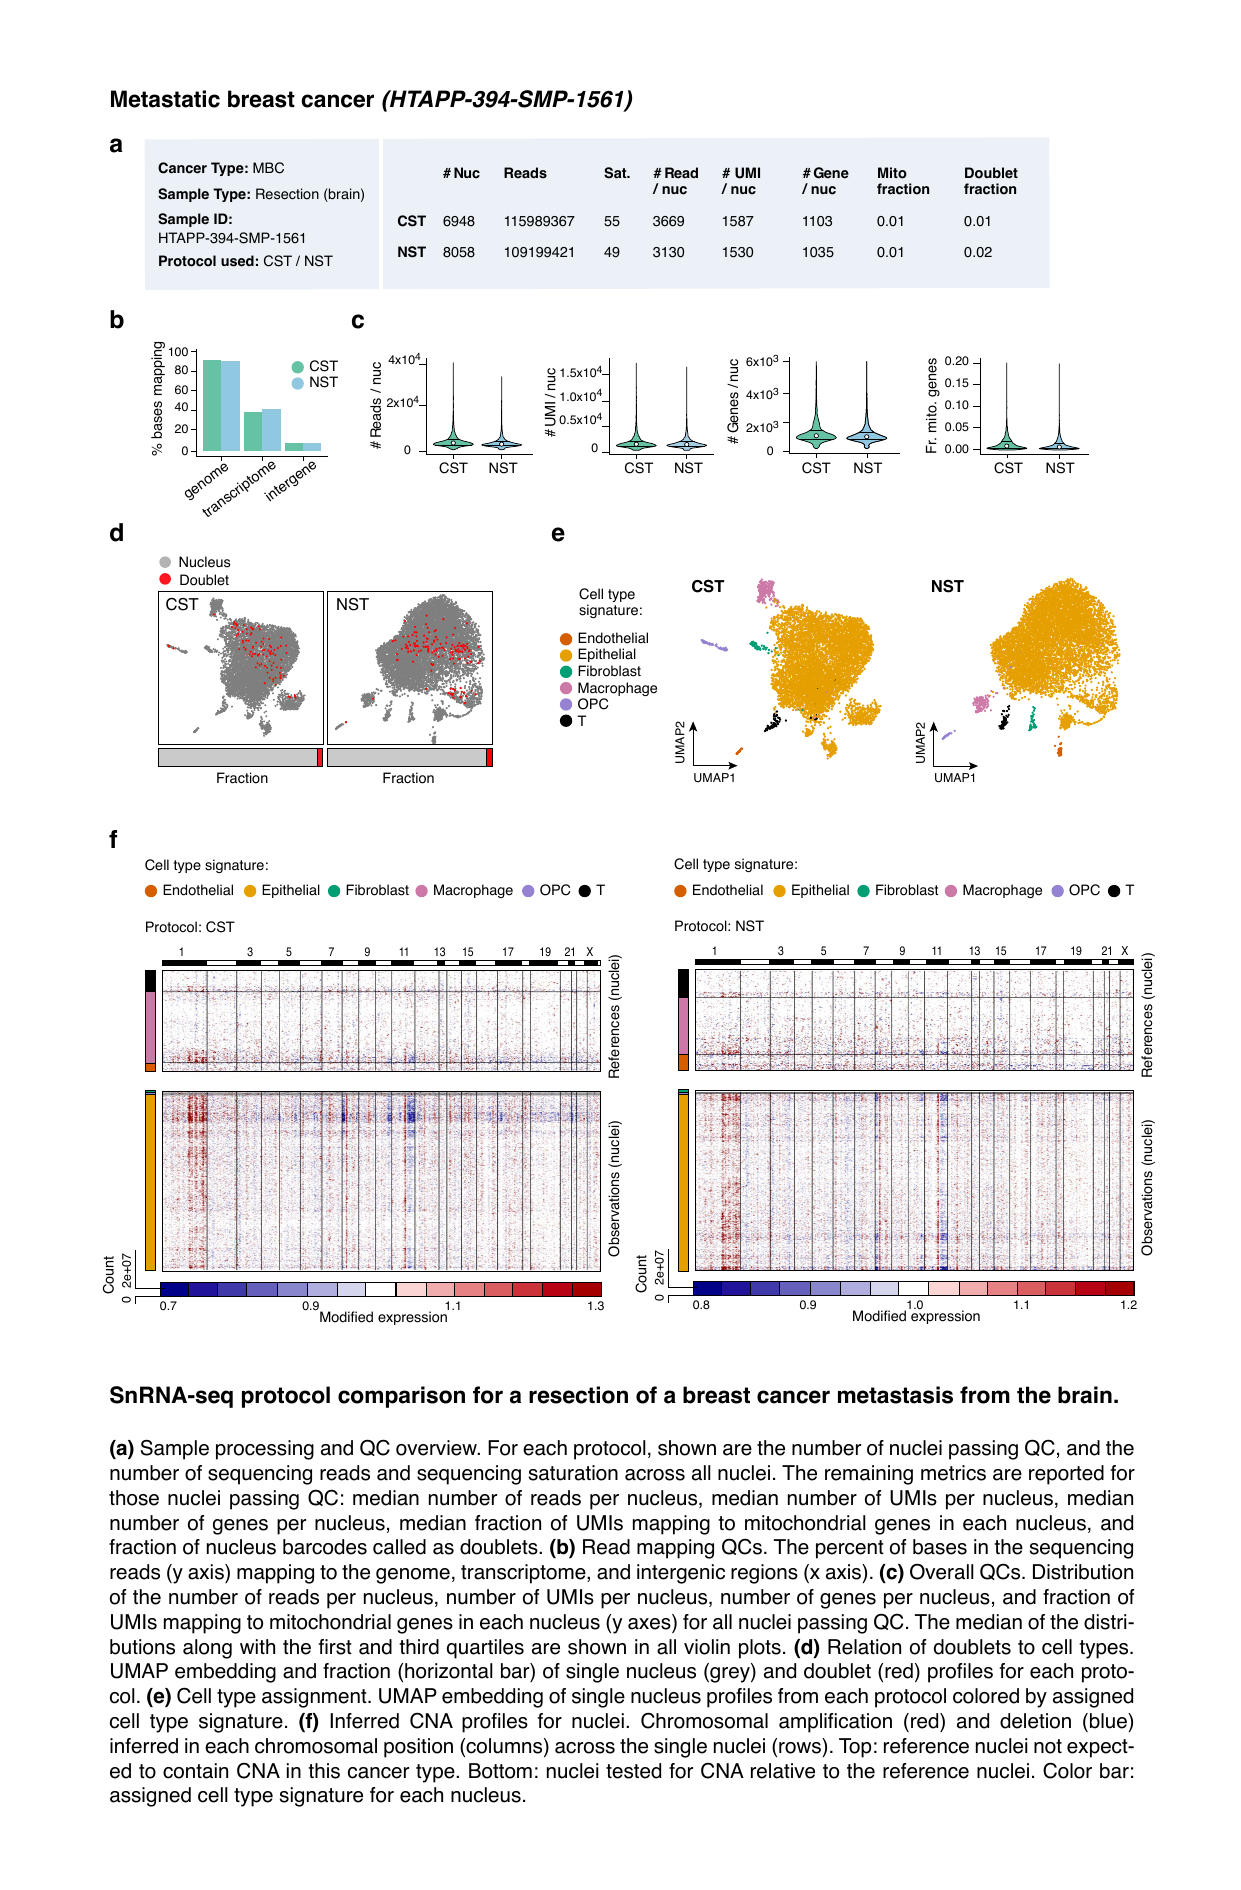 Metastatic breast cancer (HTAPP-394-SMP-1561)
a
Cancer Type: MBC
Sample Type: Resection (brain)
Sample ID:
HTAPP-394-SMP-1561
Protocol used: CST / NST
# Nuc Reads Sat. # Read / nuc # UMI / nuc # Gene / nuc Mito fraction Doublet fraction
CST 6948 115989367 55 3669 1587 1103 0.01 0.01
NST 8058 109199421 49 3130 1530 1035 0.01 0.02
b
% bases mapping
100
80
60
40
20
0
CST
NST
genome
transcriptome
intergene
c
# Reads / nuc
4x10⁴
2x10⁴
0
CST NST
# UMI / nuc
1.5x10⁴
1.0x10⁴
0.5x10⁴
0
CST NST
# Genes / nuc
6x10³
4x10³
2x10³
0
CST NST
Fr. mito. genes
0.20
0.15
0.10
0.05
0.00
CST NST
d
Nucleus
Doublet
CST
NST
Fraction
Fraction
e
Cell type
signature:
Endothelial
Epithelial
Fibroblast
Macrophage
OPC
T
CST
UMAP2
UMAP1
NST
UMAP2
UMAP1
f
Cell type signature:
Endothelial Epithelial Fibroblast Macrophage OPC T
Protocol: CST
1 3 5 7 9 11 13 15 17 19 21 X
References (nuclei)
Observations (nuclei)
Count
0 2e+07
0.7 0.9 1.1 1.3
Modified expression
Cell type signature:
Endothelial Epithelial Fibroblast Macrophage OPC T
Protocol: NST
1 3 5 7 9 11 13 15 17 19 21 X
References (nuclei)
Observations (nuclei)
Count
0 2e+07
0.8 0.9 1.0 1.1 1.2
Modified expression
SnRNA-seq protocol comparison for a resection of a breast cancer metastasis from the brain.
(a) Sample processing and QC overview. For each protocol, shown are the number of nuclei passing QC, and the
number of sequencing reads and sequencing saturation across all nuclei. The remaining metrics are reported for
those nuclei passing QC: median number of reads per nucleus, median number of UMIs per nucleus, median
number of genes per nucleus, median fraction of UMIs mapping to mitochondrial genes in each nucleus, and
fraction of nucleus barcodes called as doublets. (b) Read mapping QCs. The percent of bases in the sequencing
reads (y axis) mapping to the genome, transcriptome, and intergenic regions (x axis). (c) Overall QCs. Distribution
of the number of reads per nucleus, number of UMIs per nucleus, number of genes per nucleus, and fraction of
UMIs mapping to mitochondrial genes in each nucleus (y axes) for all nuclei passing QC. The median of the distri-
butions along with the first and third quartiles are shown in all violin plots. (d) Relation of doublets to cell types.
UMAP embedding and fraction (horizontal bar) of single nucleus (grey) and doublet (red) profiles for each proto-
col. (e) Cell type assignment. UMAP embedding of single nucleus profiles from each protocol colored by assigned
cell type signature. (f) Inferred CNA profiles for nuclei. Chromosomal amplification (red) and deletion (blue)
inferred in each chromosomal position (columns) across the single nuclei (rows). Top: reference nuclei not expect-
ed to contain CNA in this cancer type. Bottom: nuclei tested for CNA relative to the reference nuclei. Color bar:
assigned cell type signature for each nucleus.